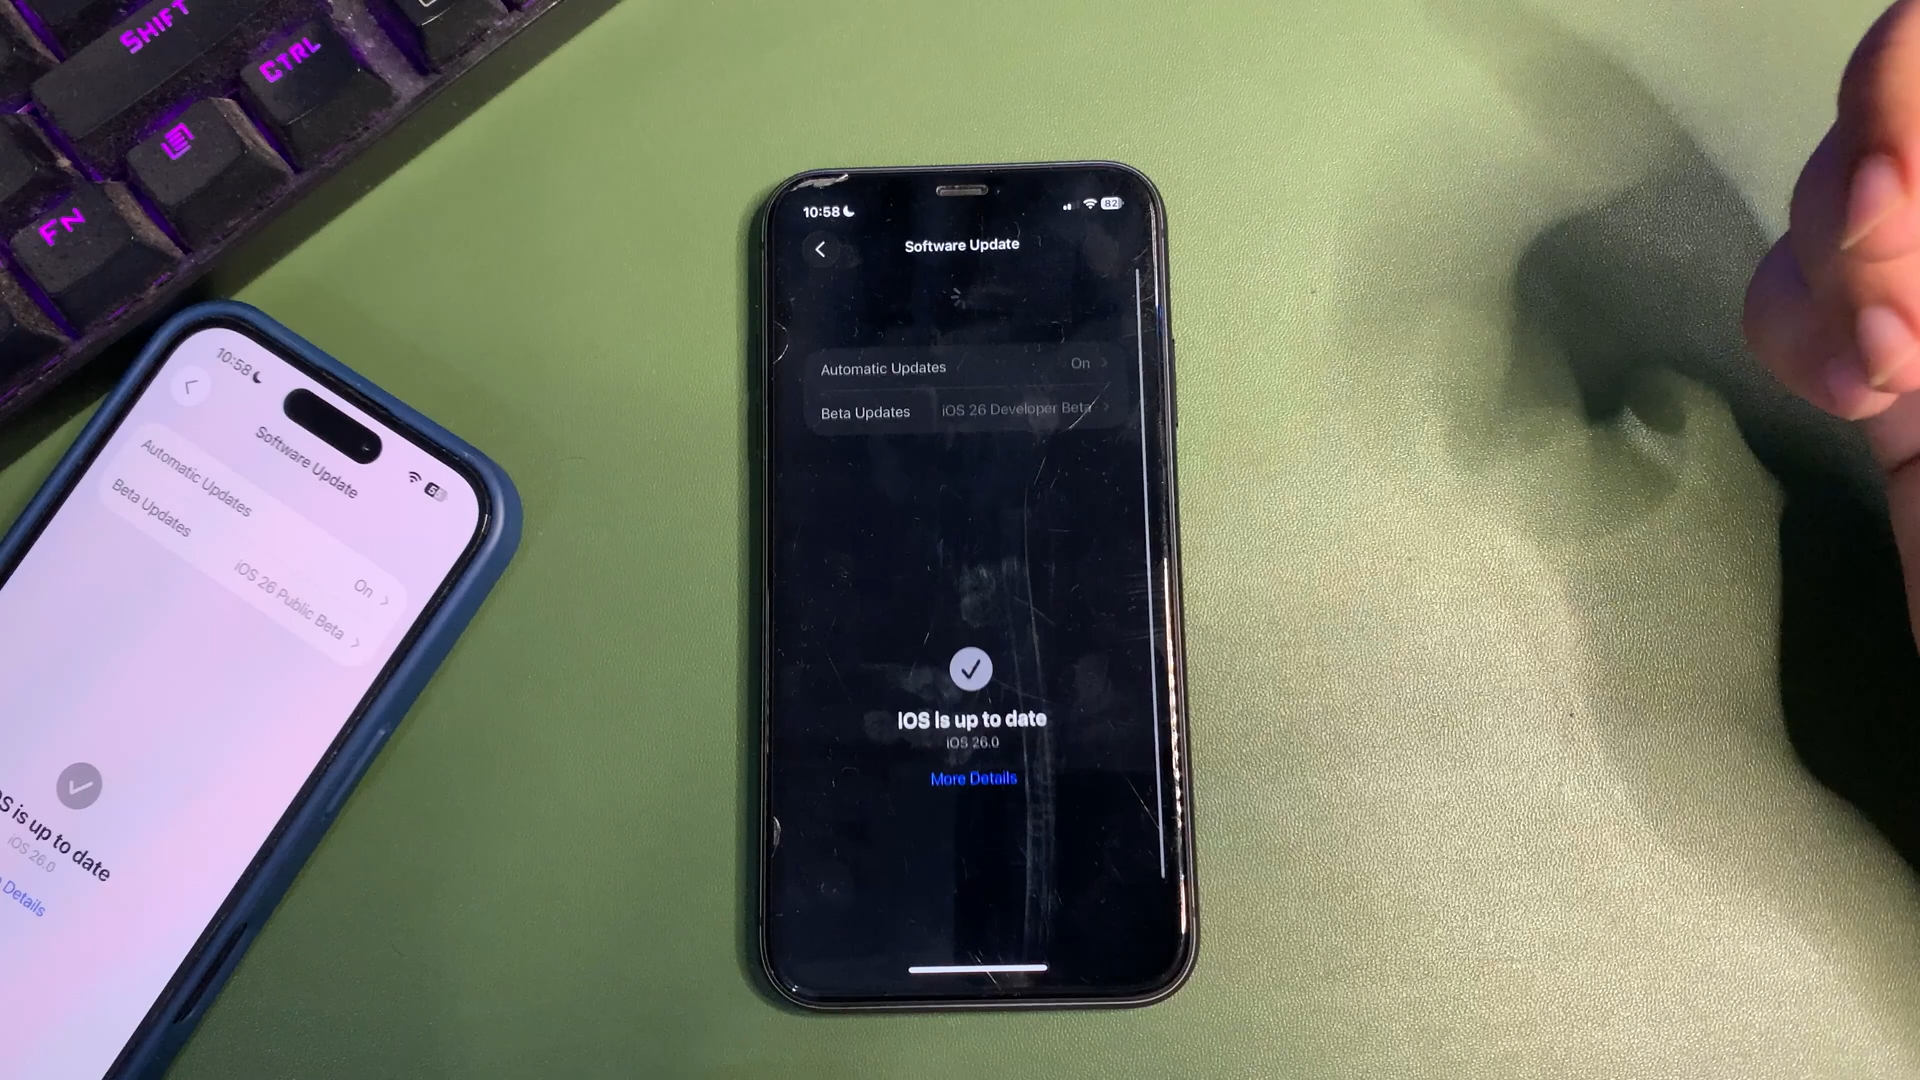 SHIFT
CTRL
FN
10:58
Software Update
Automatic Updates
On
Beta Updates
iOS 26 Public Beta
S is up to date
iOS 26.0
Details
10:58
82
Software Update
Automatic Updates
On
Beta Updates
iOS 26 Developer Beta
iOS is up to date
iOS 26.0
More Details